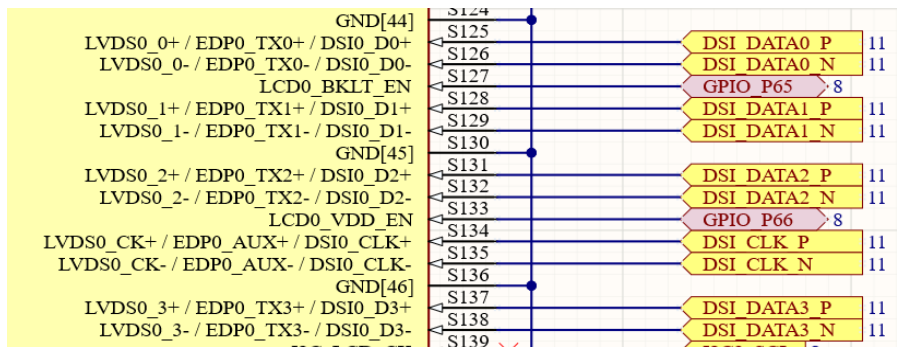 S124
GND[44]
S125
LVDS0_0+ / EDP0_TX0+ / DSI0_D0+ DSI_DATA0_P 11
S126
LVDS0_0- / EDP0_TX0- / DSI0_D0- DSI_DATA0_N 11
S127
LCD0_BKLT_EN GPIO_P65 8
S128
LVDS0_1+ / EDP0_TX1+ / DSI0_D1+ DSI_DATA1_P 11
S129
LVDS0_1- / EDP0_TX1- / DSI0_D1- DSI_DATA1_N 11
S130
GND[45]
S131
LVDS0_2+ / EDP0_TX2+ / DSI0_D2+ DSI_DATA2_P 11
S132
LVDS0_2- / EDP0_TX2- / DSI0_D2- DSI_DATA2_N 11
S133
LCD0_VDD_EN GPIO_P66 8
S134
LVDS0_CK+ / EDP0_AUX+ / DSI0_CLK+ DSI_CLK_P 11
S135
LVDS0_CK- / EDP0_AUX- / DSI0_CLK- DSI_CLK_N 11
S136
GND[46]
S137
LVDS0_3+ / EDP0_TX3+ / DSI0_D3+ DSI_DATA3_P 11
S138
LVDS0_3- / EDP0_TX3- / DSI0_D3- DSI_DATA3_N 11
S139